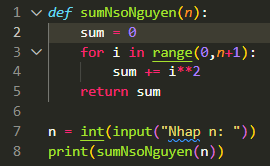 1 def sumNsoNguyen(n):
2 sum = 0
3 for i in range(0,n+1):
4 sum += i**2
5 return sum
6
7 n = int(input("Nhap n: "))
8 print(sumNsoNguyen(n))